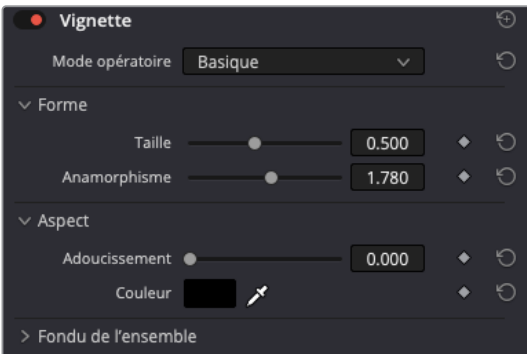 Vignette
Mode opératoire Basique
Forme
Taille 0.500
Anamorphisme 1.780
Aspect
Adoucissement 0.000
Couleur
Fondu de l'ensemble